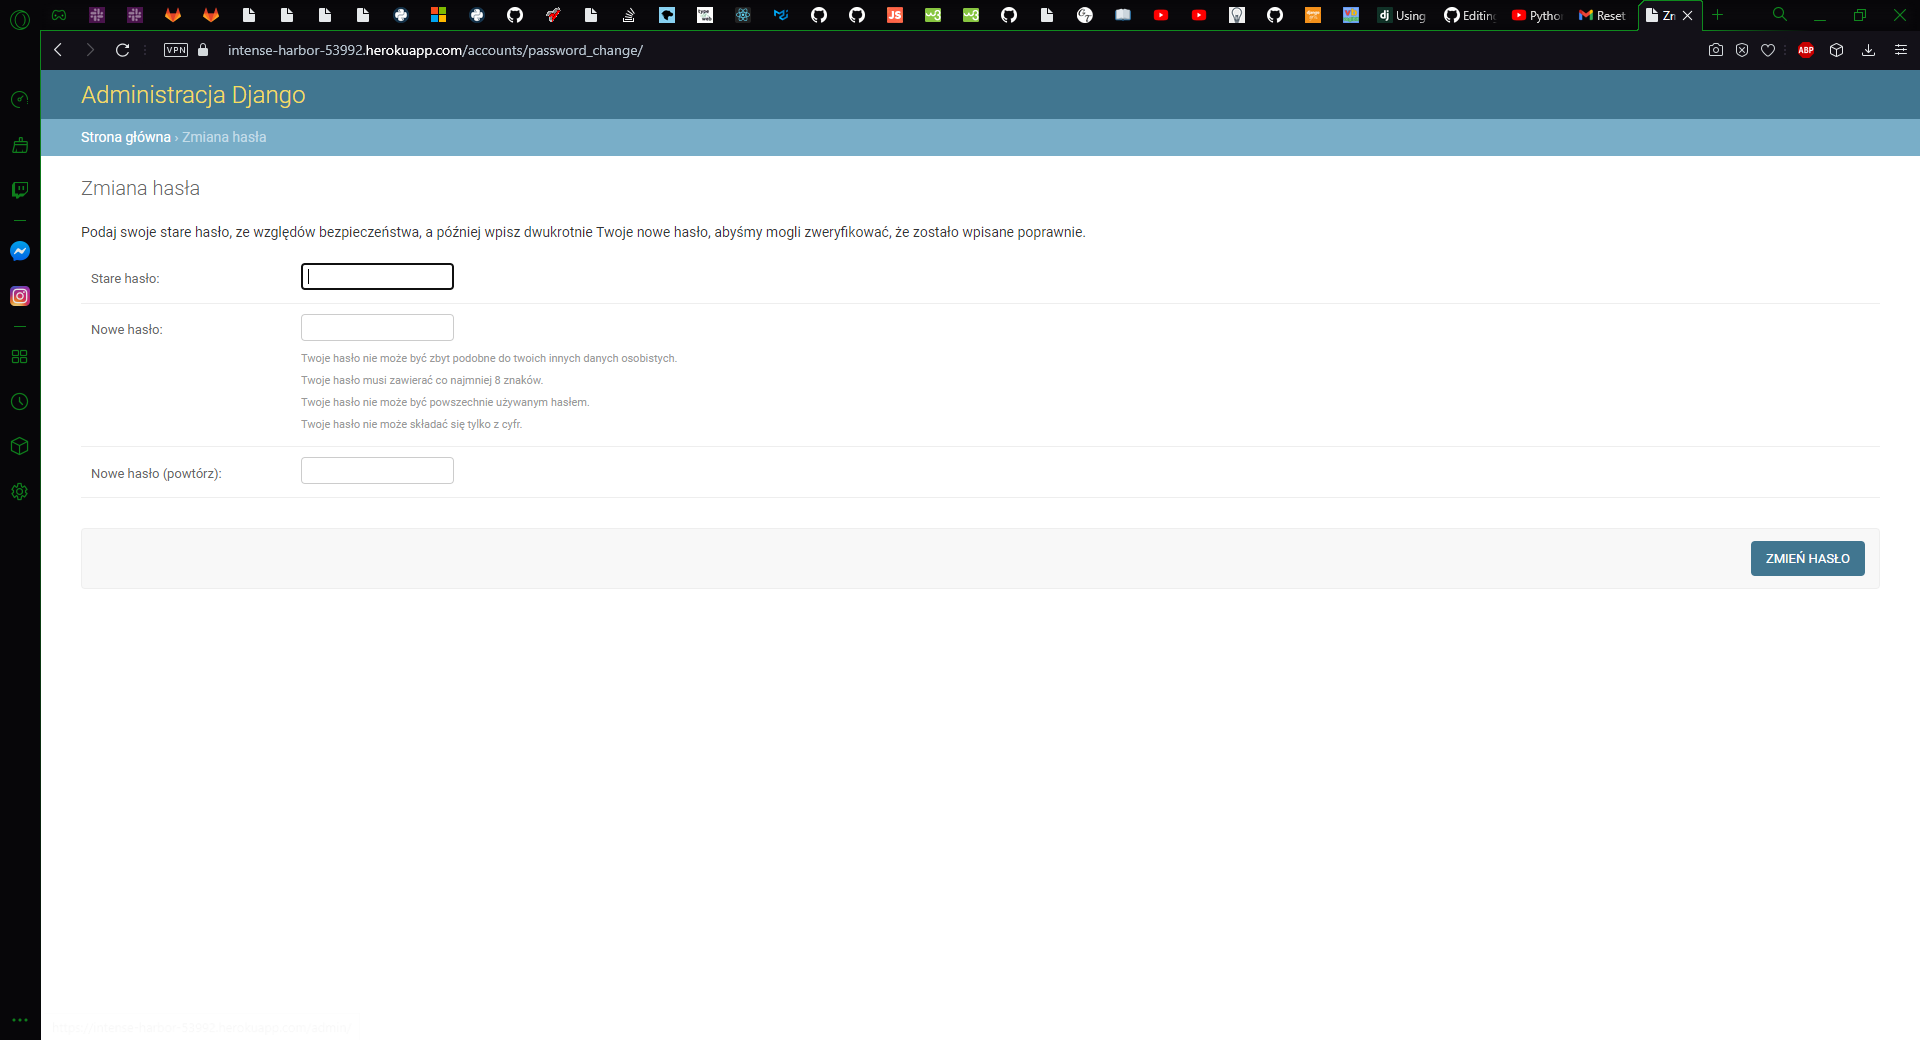 Using
Editing
Pytho
Reset
Zm
VPN
intense-harbor-53992.herokuapp.com/accounts/password_change/
ABP
Administracja Django
Strona główna › Zmiana hasła
Zmiana hasła
Podaj swoje stare hasło, ze względów bezpieczeństwa, a później wpisz dwukrotnie Twoje nowe hasło, abyśmy mogli zweryfikować, że zostało wpisane poprawnie.
Stare hasło:
Nowe hasło:
Twoje hasło nie może być zbyt podobne do twoich innych danych osobistych.
Twoje hasło musi zawierać co najmniej 8 znaków.
Twoje hasło nie może być powszechnie używanym hasłem.
Twoje hasło nie może składać się tylko z cyfr.
Nowe hasło (powtórz):
ZMIEŃ HASŁO